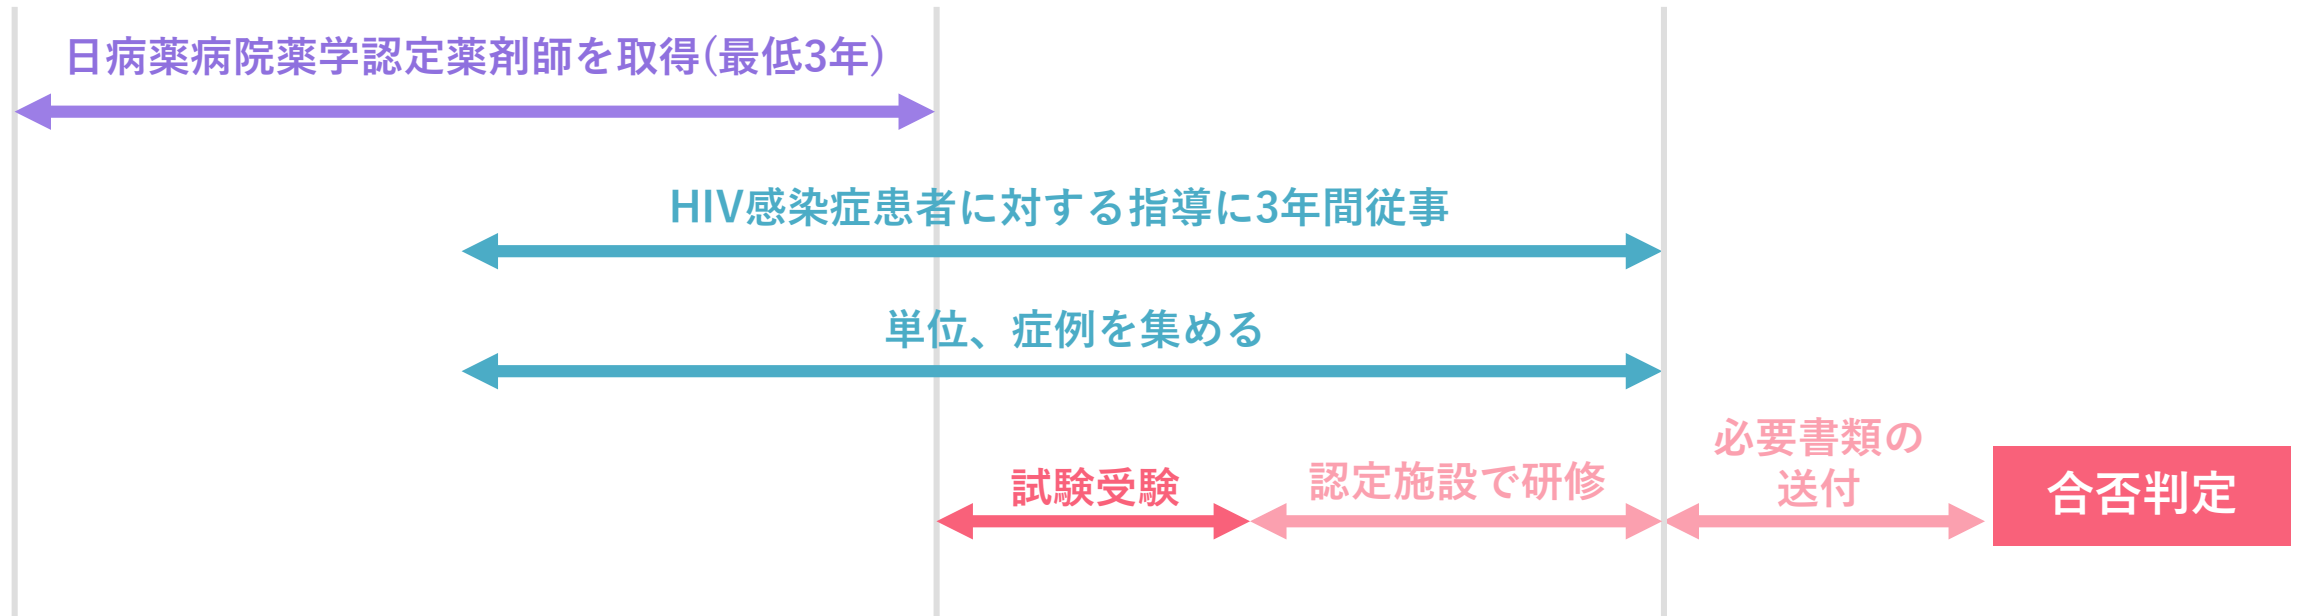 日病薬病院薬学認定薬剤師を取得(最低3年)
HIV感染症患者に対する指導に3年間従事
単位、症例を集める
試験受験
認定施設で研修
必要書類の
送付
合否判定